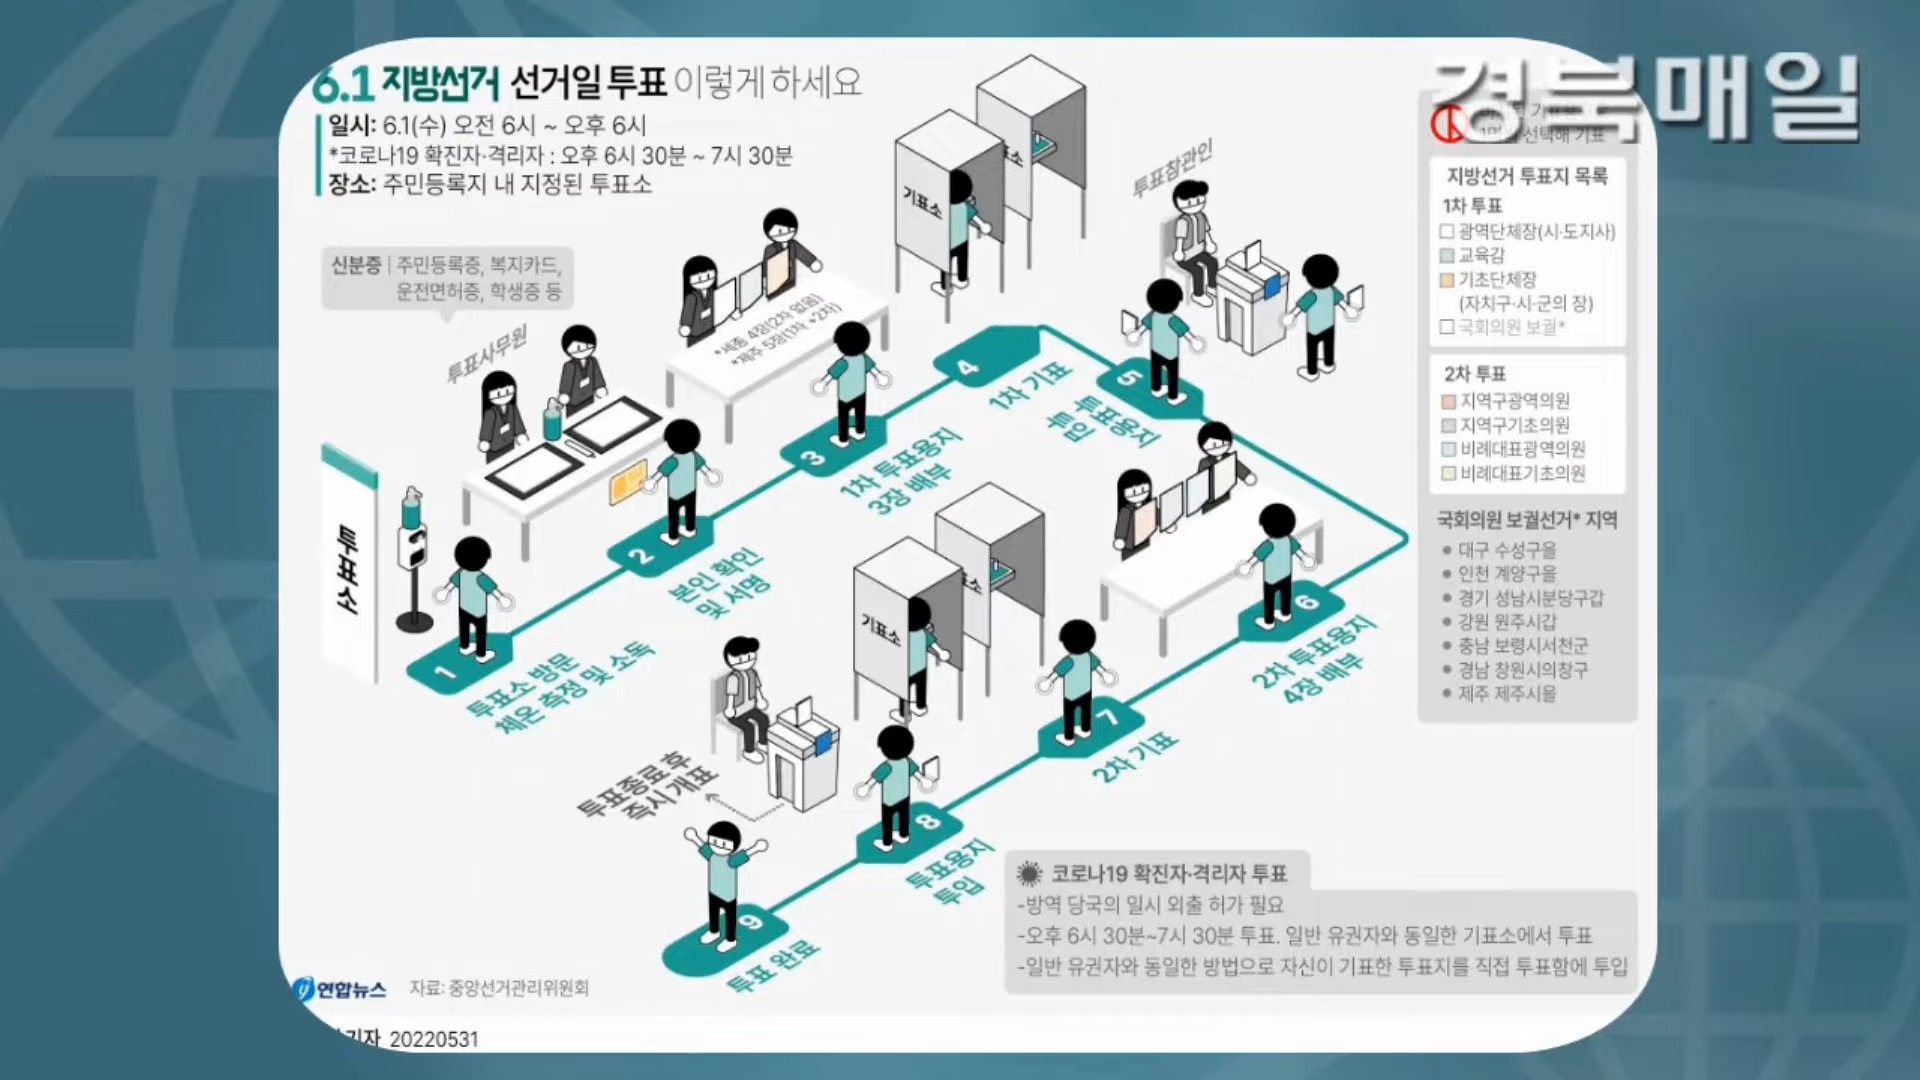 경북매일
6.1 지방선거 선거일 투표 이렇게 하세요
일시: 6.1(수) 오전 6시 ~ 오후 6시
*코로나19 확진자·격리자 : 오후 6시 30분 ~ 7시 30분
장소: 주민등록지 내 지정된 투표소
신분증 | 주민등록증, 복지카드,
운전면허증, 학생증 등
투표사무원
투표소
1
투표소 방문
체온 측정 및 소독
2
본인 확인
및 서명
*세종 4장(2차 없음)
*제주 5장(1차+2차)
3
1차 투표용지
3장 배부
기표소
4
1차 기표
투표참관인
5
투표용지
투입
6
2차 투표용지
4장 배부
기표소
7
2차 기표
8
투표용지
투입
투표종료 후
즉시 개표
9
투표 완료
선택해 기표
지방선거 투표지 목록
1차 투표
광역단체장(시·도지사)
교육감
기초단체장
(자치구·시·군의 장)
국회의원 보궐*
2차 투표
지역구광역의원
지역구기초의원
비례대표광역의원
비례대표기초의원
국회의원 보궐선거* 지역
• 대구 수성구을
• 인천 계양구을
• 경기 성남시분당구갑
• 강원 원주시갑
• 충남 보령시서천군
• 경남 창원시의창구
• 제주 제주시을
코로나19 확진자·격리자 투표
-방역 당국의 일시 외출 허가 필요
-오후 6시 30분~7시 30분 투표. 일반 유권자와 동일한 기표소에서 투표
-일반 유권자와 동일한 방법으로 자신이 기표한 투표지를 직접 투표함에 투입
연합뉴스 자료: 중앙선거관리위원회
기자 20220531